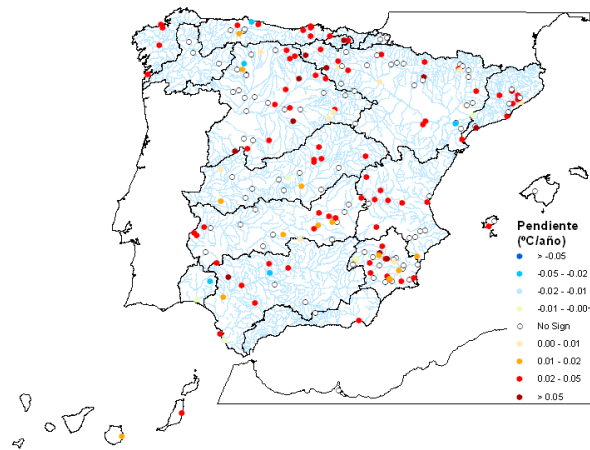 Pendiente
(ºC/año)
> -0.05
-0.05 - -0.02
-0.02 - -0.01
-0.01 - -0.00
No Sign
0.00 - 0.01
0.01 - 0.02
0.02 - 0.05
> 0.05